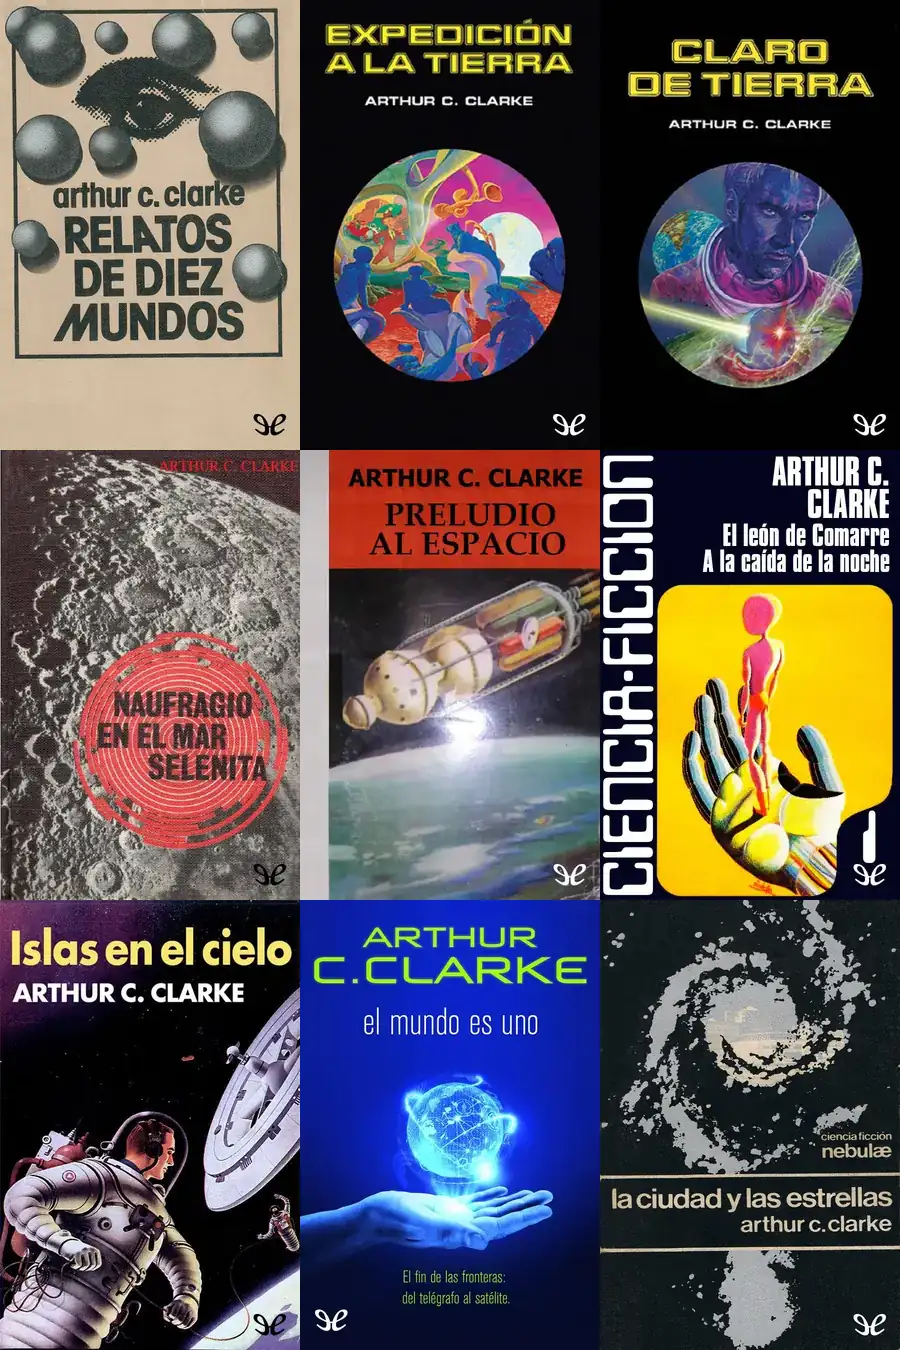 arthur c. clarke
RELATOS
DE DIEZ
MUNDOS
EXPEDICIÓN
A LA TIERRA
ARTHUR C. CLARKE
CLARO
DE TIERRA
ARTHUR C. CLARKE
ARTHUR C. CLARKE
NAUFRAGIO
EN EL MAR
SELENITA
ARTHUR C. CLARKE
PRELUDIO
AL ESPACIO
CIENCIA-FICCION
ARTHUR C.
CLARKE
El león de Comarre
A la caída de la noche
Islas en el cielo
ARTHUR C. CLARKE
ARTHUR
C.CLARKE
el mundo es uno
El fin de las fronteras:
del telégrafo al satélite.
ciencia ficción
nebulæ
la ciudad y las estrellas
arthur c.clarke